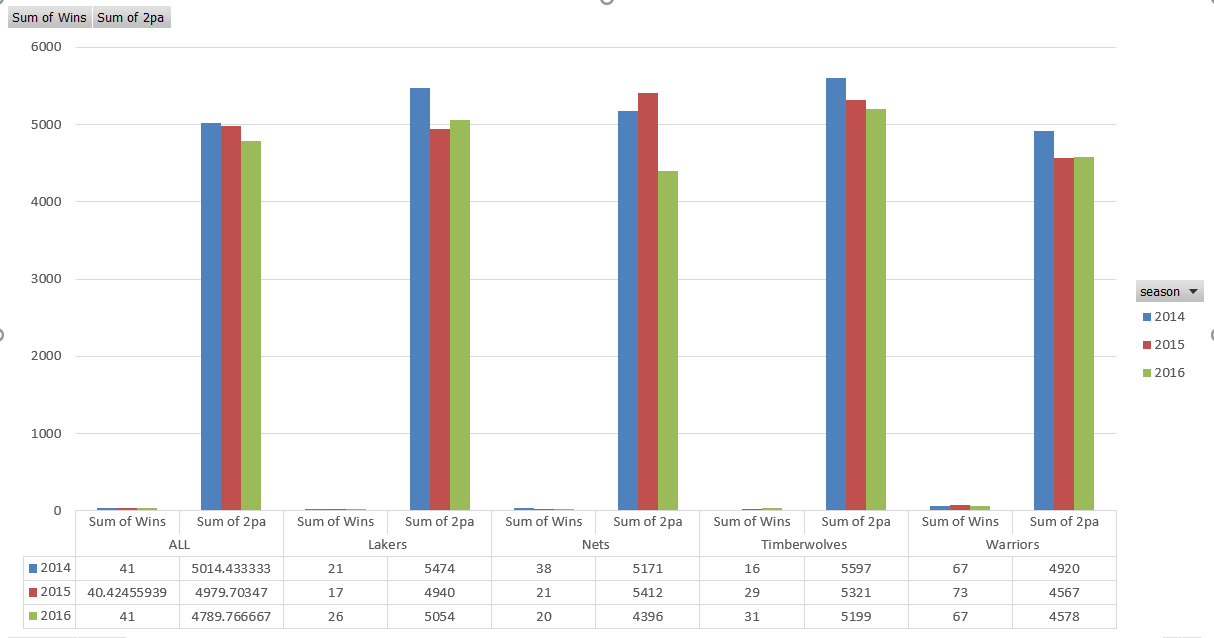 Sum of Wins Sum of 2pa
6000
5000
4000
3000
2000
1000
0
season
2014
2015
2016
Sum of Wins Sum of 2pa Sum of Wins Sum of 2pa Sum of Wins Sum of 2pa Sum of Wins Sum of 2pa Sum of Wins Sum of 2pa
ALL Lakers Nets Timberwolves Warriors
2014 41 5014.433333 21 5474 38 5171 16 5597 67 4920
2015 40.42455939 4979.70347 17 4940 21 5412 29 5321 73 4567
2016 41 4789.766667 26 5054 20 4396 31 5199 67 4578